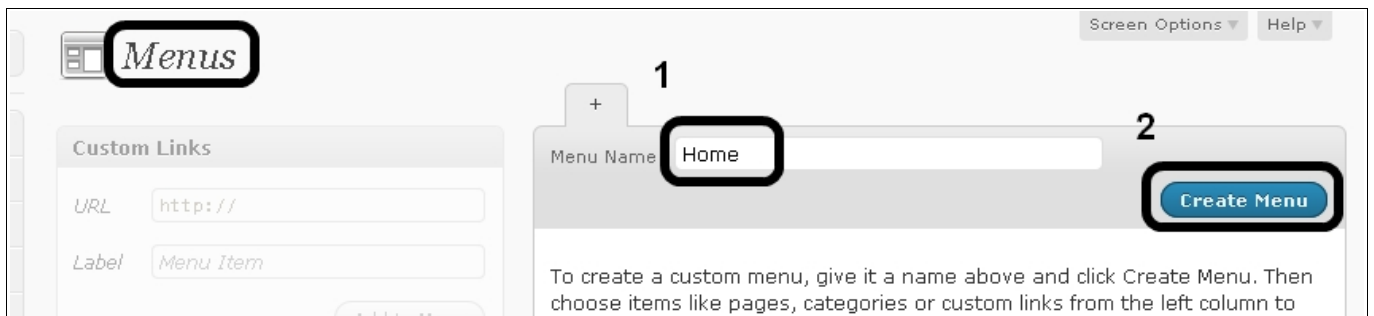 Screen Options Help
Menus
1
+
2
Custom Links
Menu Name Home
Create Menu
URL http://
Label Menu Item
To create a custom menu, give it a name above and click Create Menu. Then
choose items like pages, categories or custom links from the left column to